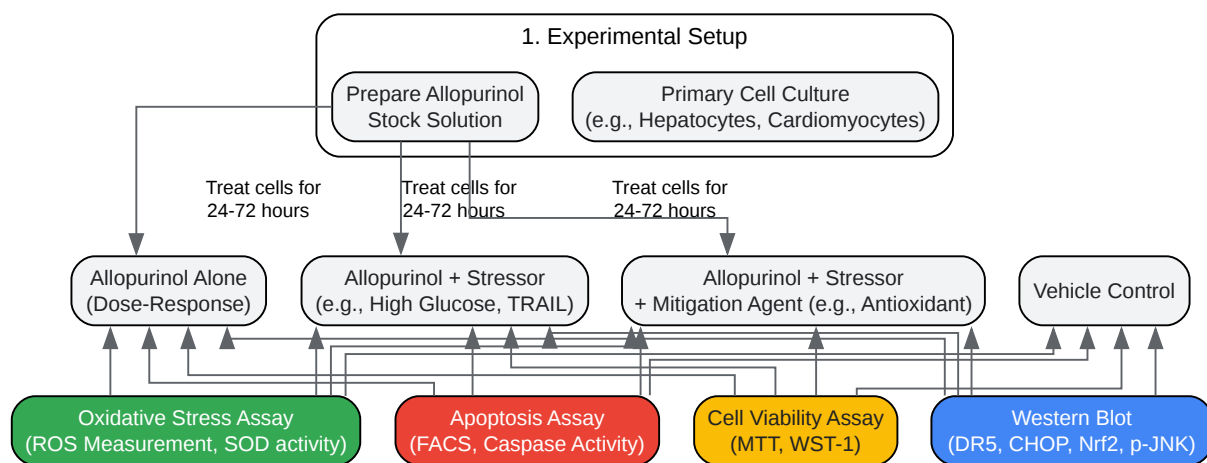 1. Experimental Setup
Prepare Allopurinol
Stock Solution
Primary Cell Culture
(e.g., Hepatocytes, Cardiomyocytes)
Treat cells for
24-72 hours
Treat cells for
24-72 hours
Treat cells for
24-72 hours
Allopurinol Alone
(Dose-Response)
Allopurinol + Stressor
(e.g., High Glucose, TRAIL)
Allopurinol + Stressor
+ Mitigation Agent (e.g., Antioxidant)
Vehicle Control
Oxidative Stress Assay
(ROS Measurement, SOD activity)
Apoptosis Assay
(FACS, Caspase Activity)
Cell Viability Assay
(MTT, WST-1)
Western Blot
(DR5, CHOP, Nrf2, p-JNK)